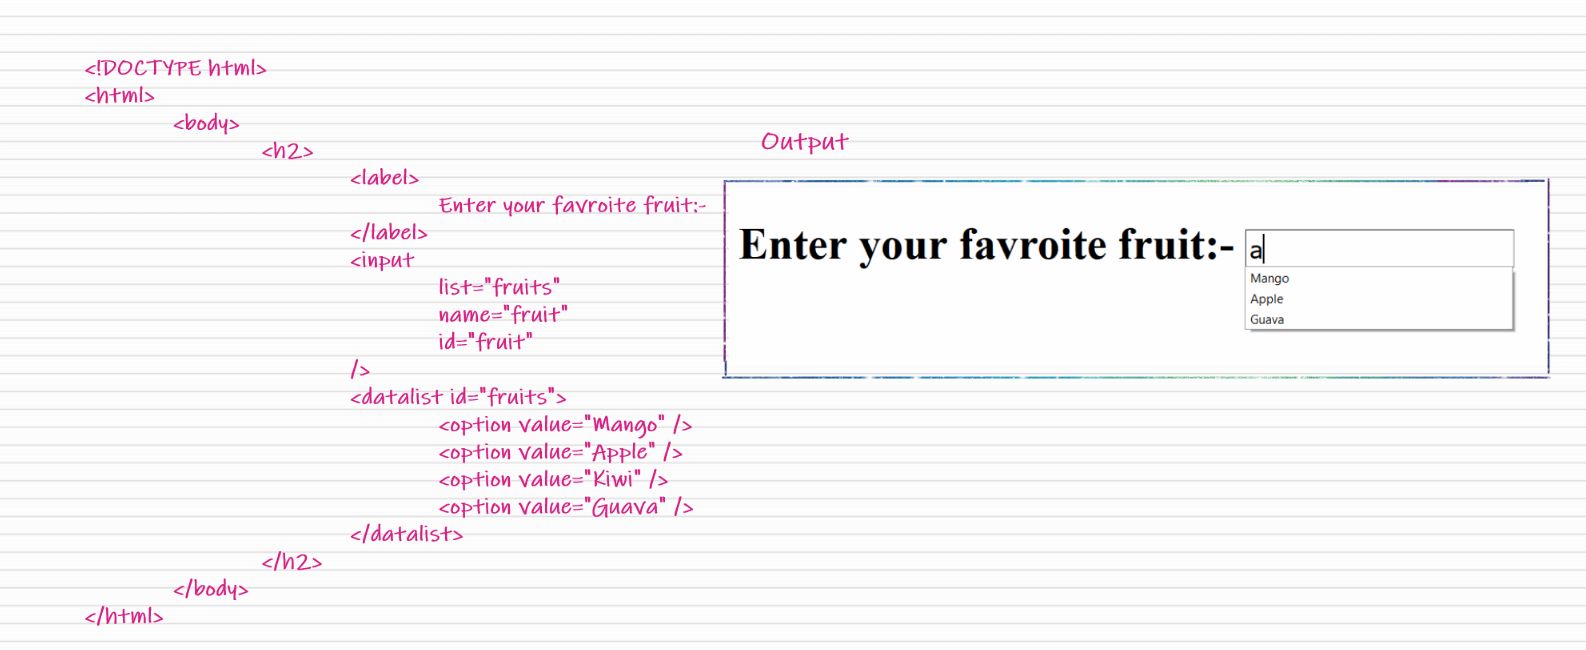 <!DOCTYPE html>
<html>
<body>
<h2>
<label>
Enter your favroite fruit:-
</label>
<input
list="fruits"
name="fruit"
id="fruit"
/>
<datalist id="fruits">
<option value="Mango" />
<option value="Apple" />
<option value="Kiwi" />
<option value="Guava" />
</datalist>
</h2>
</body>
</html>
Output
Enter your favroite fruit:- a
Mango
Apple
Guava